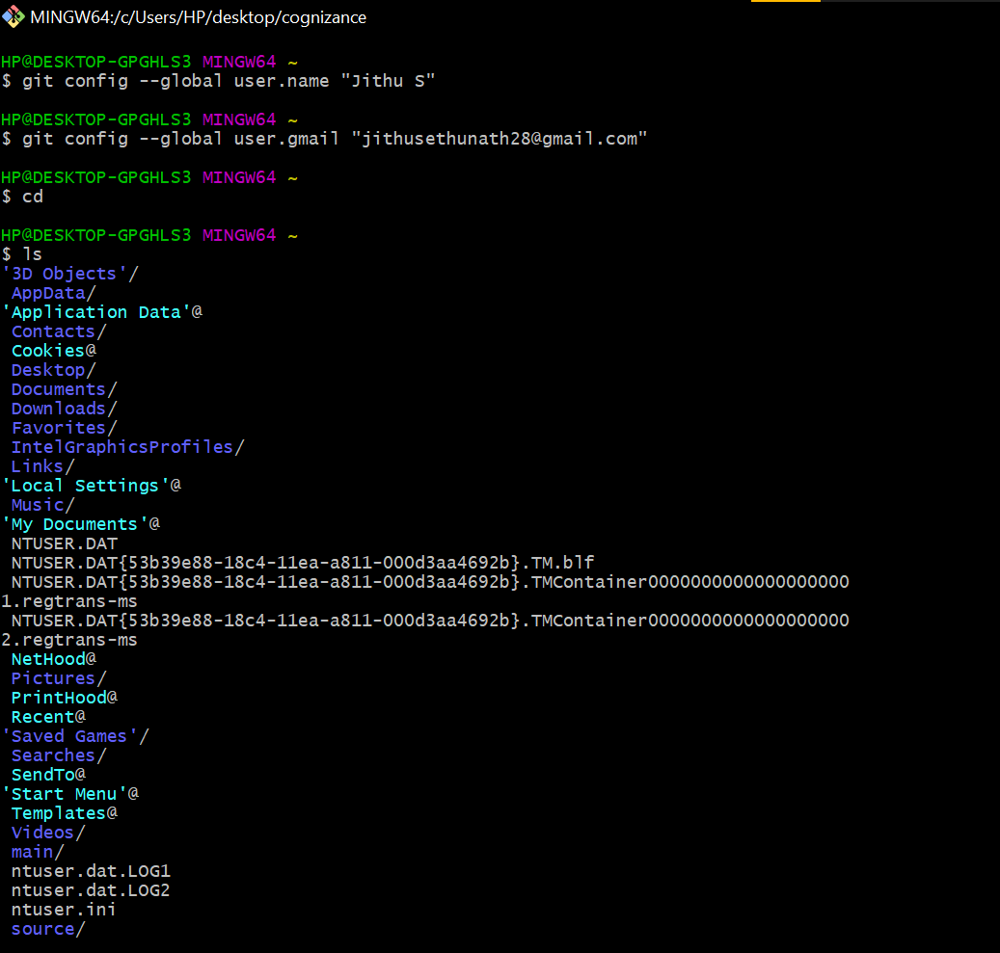 MINGW64:/c/Users/HP/desktop/cognizance
HP@DESKTOP-GPGHLS3 MINGW64 ~
$ git config --global user.name "Jithu S"
HP@DESKTOP-GPGHLS3 MINGW64 ~
$ git config --global user.gmail "jithusethunath28@gmail.com"
HP@DESKTOP-GPGHLS3 MINGW64 ~
$ cd
HP@DESKTOP-GPGHLS3 MINGW64 ~
$ ls
'3D Objects'/
AppData/
'Application Data'@
Contacts/
Cookies@
Desktop/
Documents/
Downloads/
Favorites/
IntelGraphicsProfiles/
Links/
'Local Settings'@
Music/
'My Documents'@
NTUSER.DAT
NTUSER.DAT{53b39e88-18c4-11ea-a811-000d3aa4692b}.TM.blf
NTUSER.DAT{53b39e88-18c4-11ea-a811-000d3aa4692b}.TMContainer0000000000000000000
1.regtrans-ms
NTUSER.DAT{53b39e88-18c4-11ea-a811-000d3aa4692b}.TMContainer0000000000000000000
2.regtrans-ms
NetHood@
Pictures/
PrintHood@
Recent@
'Saved Games'/
Searches/
SendTo@
'Start Menu'@
Templates@
Videos/
main/
ntuser.dat.LOG1
ntuser.dat.LOG2
ntuser.ini
source/